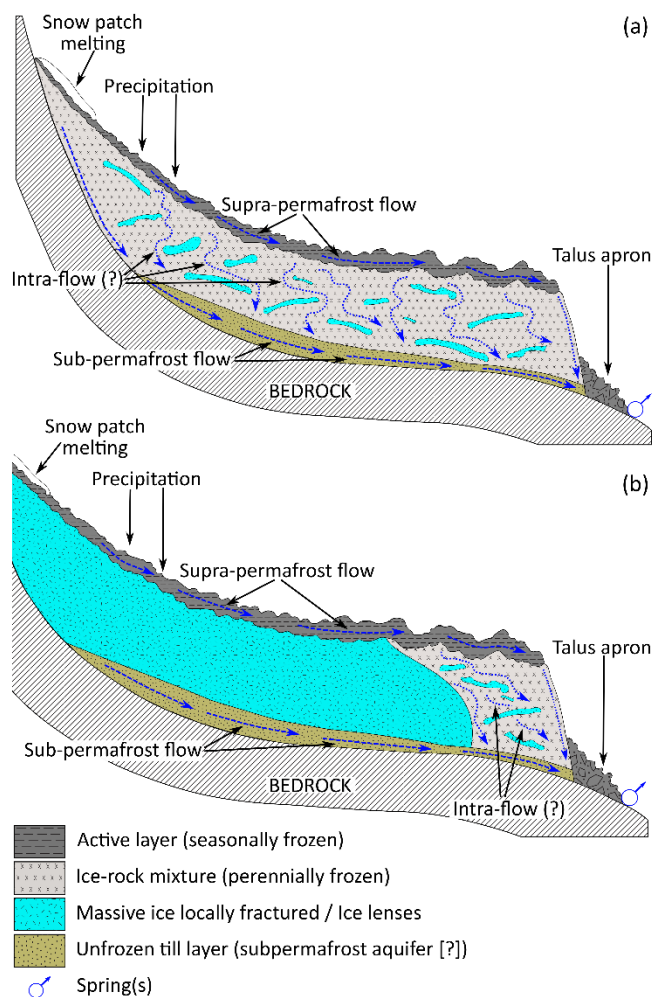 Snow patch
melting
(a)
Precipitation
Supra-permafrost flow
Talus apron
Intra-flow (?)
Sub-permafrost flow
BEDROCK
Snow patch
melting
(b)
Precipitation
Supra-permafrost flow
Talus apron
Sub-permafrost flow
BEDROCK
Intra-flow (?)
Active layer (seasonally frozen)
Ice-rock mixture (perennially frozen)
Massive ice locally fractured / Ice lenses
Unfrozen till layer (subpermafrost aquifer [?])
Spring(s)